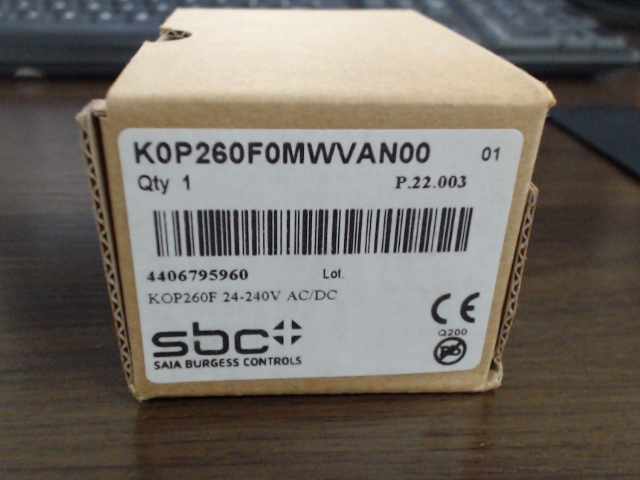 K0P260F0MWVAN00 01
Qty 1 P.22.003
4406795960 Lot.
KOP260F 24-240V AC/DC
CE
Q200
Pb
sbc
SAIA BURGESS CONTROLS